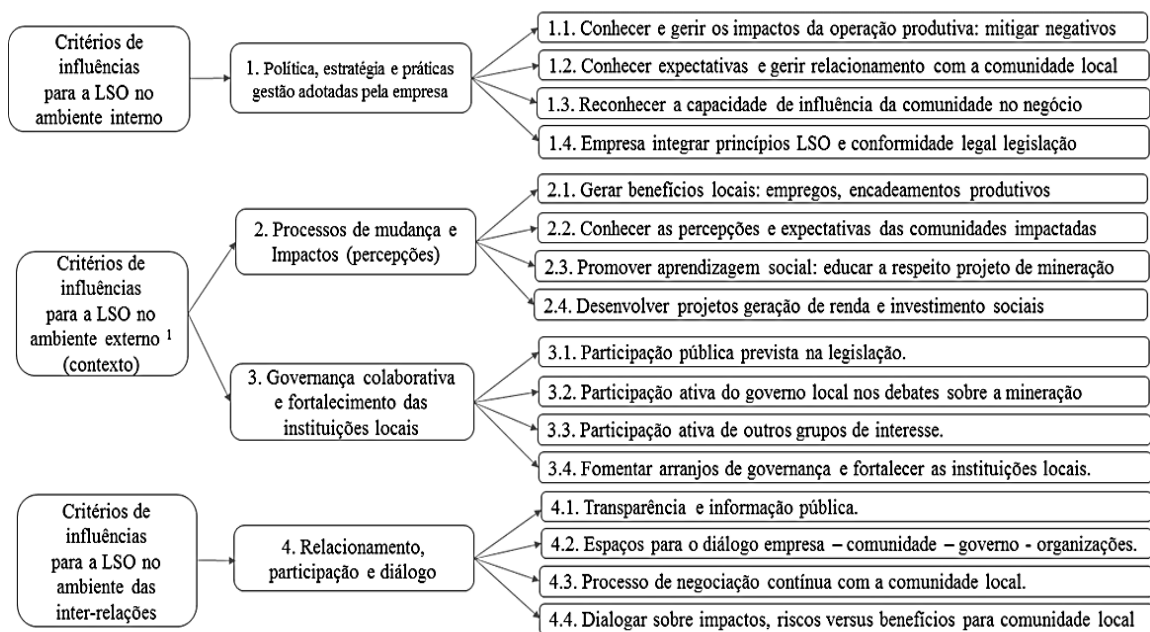 Critérios de
influências
para a LSO no
ambiente interno
1. Política, estratégia e práticas
gestão adotadas pela empresa
1.1. Conhecer e gerir os impactos da operação produtiva: mitigar negativos
1.2. Conhecer expectativas e gerir relacionamento com a comunidade local
1.3. Reconhecer a capacidade de influência da comunidade no negócio
1.4. Empresa integrar princípios LSO e conformidade legal legislação
Critérios de
influências
para a LSO no
ambiente externo ¹
(contexto)
2. Processos de mudança e
Impactos (percepções)
2.1. Gerar benefícios locais: empregos, encadeamentos produtivos
2.2. Conhecer as percepções e expectativas das comunidades impactadas
2.3. Promover aprendizagem social: educar a respeito projeto de mineração
2.4. Desenvolver projetos geração de renda e investimento sociais
3. Governança colaborativa
e fortalecimento das
instituições locais
3.1. Participação pública prevista na legislação.
3.2. Participação ativa do governo local nos debates sobre a mineração
3.3. Participação ativa de outros grupos de interesse.
3.4. Fomentar arranjos de governança e fortalecer as instituições locais.
Critérios de
influências
para a LSO no
ambiente das
inter-relações
4. Relacionamento,
participação e diálogo
4.1. Transparência e informação pública.
4.2. Espaços para o diálogo empresa – comunidade – governo - organizações.
4.3. Processo de negociação contínua com a comunidade local.
4.4. Dialogar sobre impactos, riscos versus benefícios para comunidade local